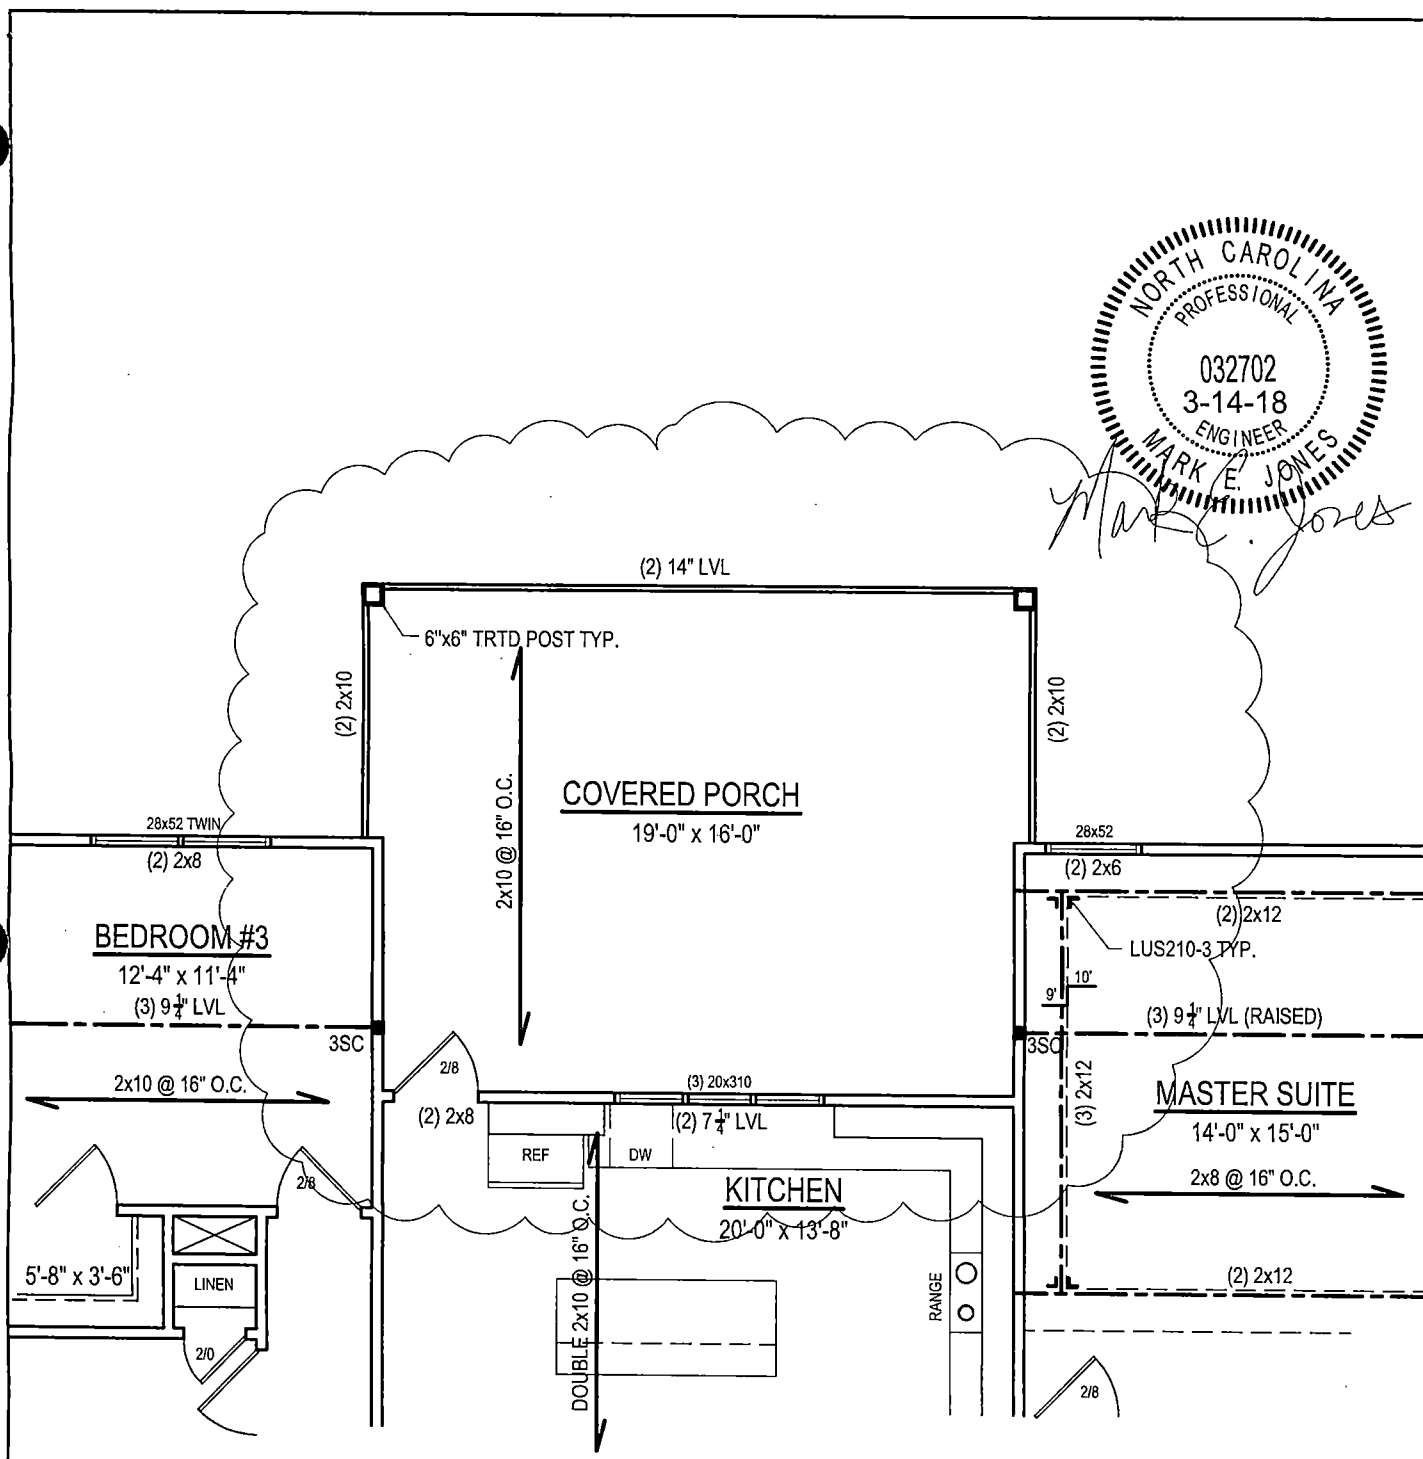 NORTH CAROLINA
PROFESSIONAL
032702
3-14-18
ENGINEER
MARK E. JONES
Mark E. Jones
(2) 14" LVL
6"x6" TRTD POST TYP.
(2) 2x10
(2) 2x10
2x10 @ 16" O.C.
COVERED PORCH
19'-0" x 16'-0"
28x52 TWIN
(2) 2x8
28x52
(2) 2x6
(2) 2x12
BEDROOM #3
12'-4" x 11'-4"
(3) 9 1/4" LVL
LUS210-3 TYP.
9'
10'
(3) 9 1/4" LVL (RAISED)
3SC
3SC
2x10 @ 16" O.C.
2/8
(2) 2x8
(3) 20x310
(2) 7 1/4" LVL
(3) 2x12
MASTER SUITE
14'-0" x 15'-0"
2x8 @ 16" O.C.
REF
DW
KITCHEN
20'-0" x 13'-8"
2/8
5'-8" x 3'-6"
LINEN
DOUBLE 2x10 @ 16" O.C.
RANGE
(2) 2x12
2/0
2/8